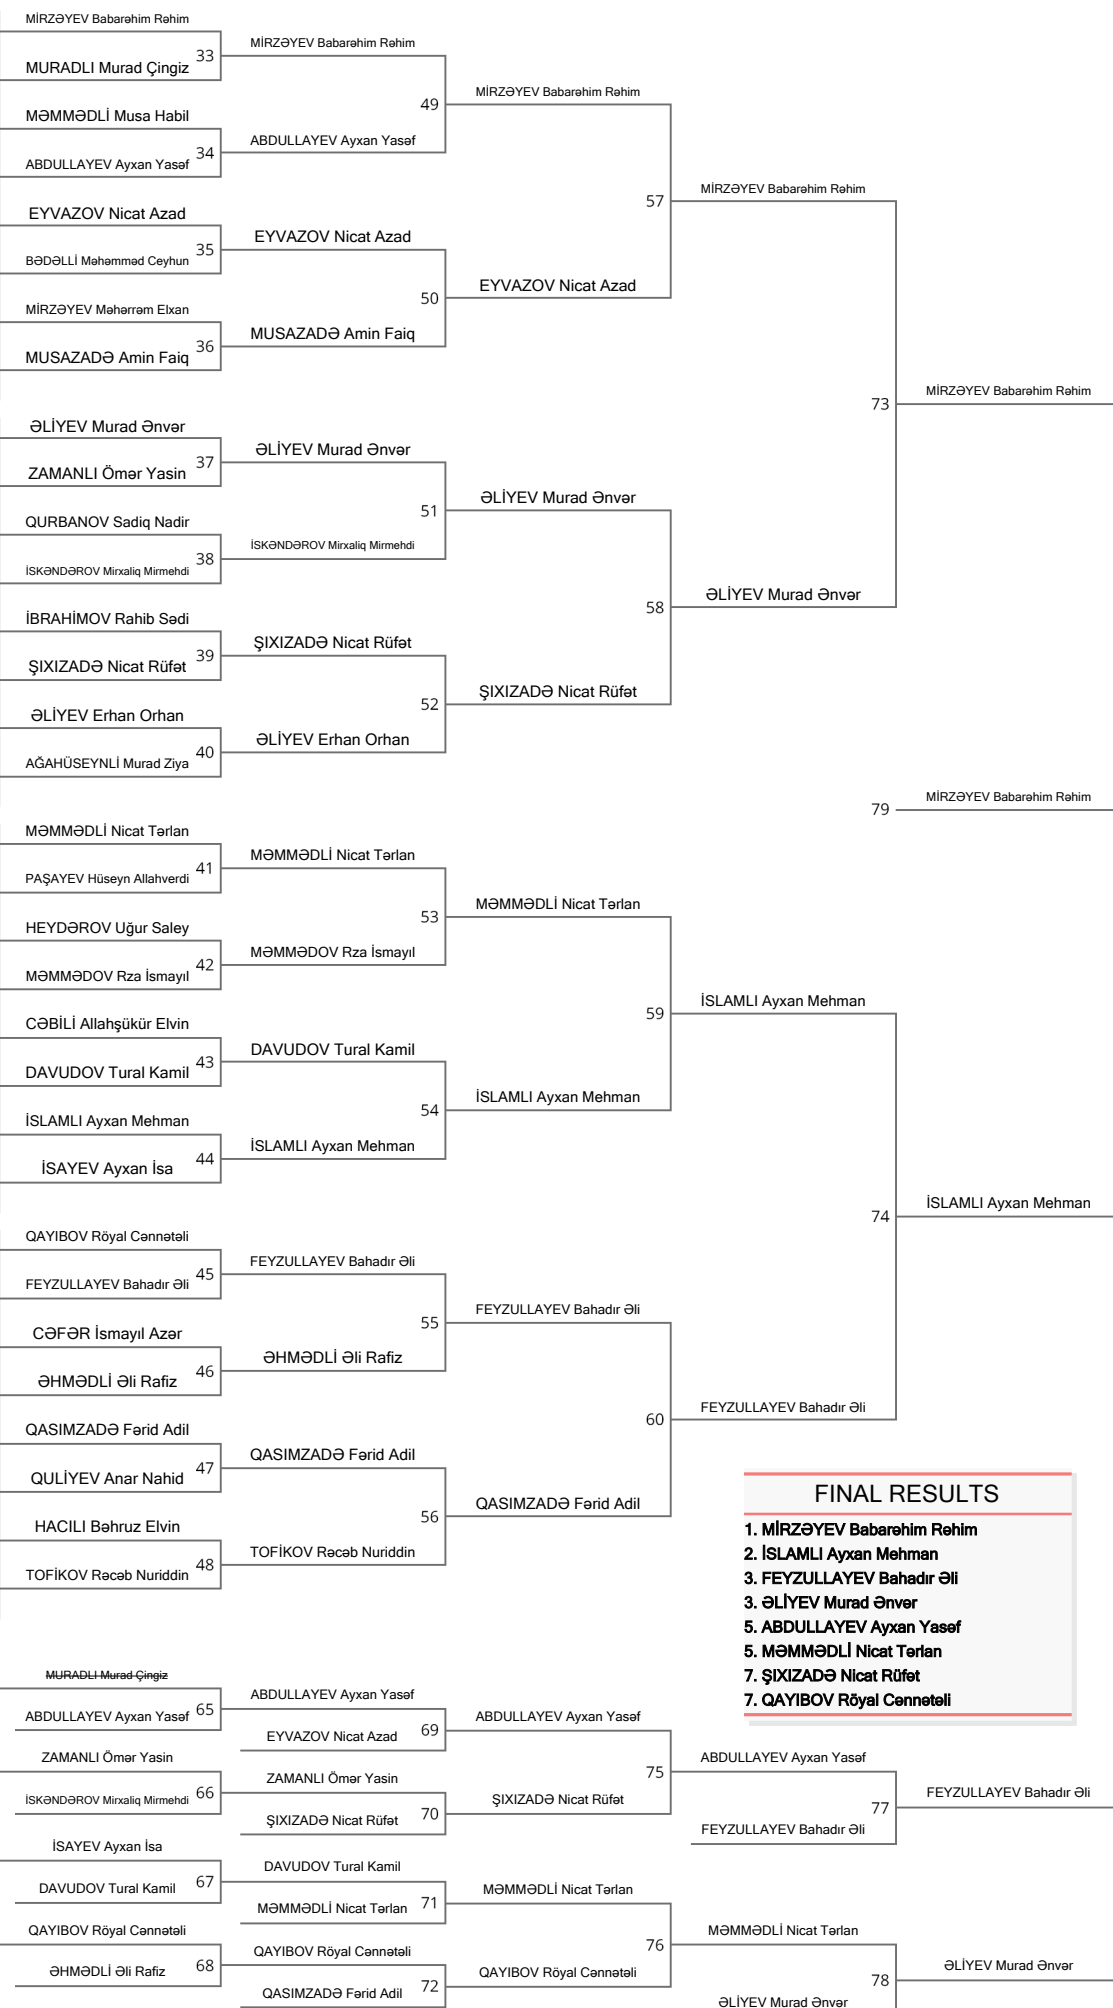 MİRZƏYEV Babarəhim Rəhim
33
MURADLI Murad Çingiz
MƏMMƏDLİ Musa Habil
34
ABDULLAYEV Ayxan Yasəf
EYVAZOV Nicat Azad
35
BƏDƏLLİ Məhəmməd Ceyhun
MİRZƏYEV Məhərrəm Elxan
36
MUSAZADƏ Amin Faiq
ƏLİYEV Murad Ənvər
37
ZAMANLI Ömər Yasin
QURBANOV Sadiq Nadir
38
İSKƏNDƏROV Mirxaliq Mirmehdi
İBRAHİMOV Rahib Sədi
39
ŞIXIZADƏ Nicat Rüfət
ƏLİYEV Erhan Orhan
40
AĞAHÜSEYNLİ Murad Ziya
MƏMMƏDLİ Nicat Tərlan
41
PAŞAYEV Hüseyn Allahverdi
HEYDƏROV Uğur Saley
42
MƏMMƏDOV Rza İsmayıl
CƏBİLİ Allahşükür Elvin
43
DAVUDOV Tural Kamil
İSLAMLI Ayxan Mehman
44
İSAYEV Ayxan İsa
QAYIBOV Röyal Cənnətəli
45
FEYZULLAYEV Bahadır Əli
CƏFƏR İsmayıl Azər
46
ƏHMƏDLİ Əli Rafiz
QASIMZADƏ Fərid Adil
47
QULİYEV Anar Nahid
HACILI Bəhruz Elvin
48
TOFİKOV Rəcəb Nuriddin
MİRZƏYEV Babarəhim Rəhim
49
ABDULLAYEV Ayxan Yasəf
EYVAZOV Nicat Azad
50
MUSAZADƏ Amin Faiq
ƏLİYEV Murad Ənvər
51
İSKƏNDƏROV Mirxaliq Mirmehdi
ŞIXIZADƏ Nicat Rüfət
52
ƏLİYEV Erhan Orhan
MƏMMƏDLİ Nicat Tərlan
53
MƏMMƏDOV Rza İsmayıl
DAVUDOV Tural Kamil
54
İSLAMLI Ayxan Mehman
FEYZULLAYEV Bahadır Əli
55
ƏHMƏDLİ Əli Rafiz
QASIMZADƏ Fərid Adil
56
TOFİKOV Rəcəb Nuriddin
MİRZƏYEV Babarəhim Rəhim
57
EYVAZOV Nicat Azad
ƏLİYEV Murad Ənvər
58
ŞIXIZADƏ Nicat Rüfət
MƏMMƏDLİ Nicat Tərlan
59
İSLAMLI Ayxan Mehman
FEYZULLAYEV Bahadır Əli
60
QASIMZADƏ Fərid Adil
MİRZƏYEV Babarəhim Rəhim
73
ƏLİYEV Murad Ənvər
İSLAMLI Ayxan Mehman
74
FEYZULLAYEV Bahadır Əli
MİRZƏYEV Babarəhim Rəhim
79
MİRZƏYEV Babarəhim Rəhim
İSLAMLI Ayxan Mehman
FINAL RESULTS
1. MİRZƏYEV Babarəhim Rəhim
2. İSLAMLI Ayxan Mehman
3. FEYZULLAYEV Bahadır Əli
3. ƏLİYEV Murad Ənvər
5. ABDULLAYEV Ayxan Yasəf
5. MƏMMƏDLİ Nicat Tərlan
7. ŞIXIZADƏ Nicat Rüfət
7. QAYIBOV Röyal Cənnətəli
MURADLI Murad Çingiz
65
ABDULLAYEV Ayxan Yasəf
ZAMANLI Ömər Yasin
66
İSKƏNDƏROV Mirxaliq Mirmehdi
İSAYEV Ayxan İsa
67
DAVUDOV Tural Kamil
QAYIBOV Röyal Cənnətəli
68
ƏHMƏDLİ Əli Rafiz
ABDULLAYEV Ayxan Yasəf
69
EYVAZOV Nicat Azad
ZAMANLI Ömər Yasin
70
ŞIXIZADƏ Nicat Rüfət
DAVUDOV Tural Kamil
71
MƏMMƏDLİ Nicat Tərlan
QAYIBOV Röyal Cənnətəli
72
QASIMZADƏ Fərid Adil
ABDULLAYEV Ayxan Yasəf
75
ŞIXIZADƏ Nicat Rüfət
MƏMMƏDLİ Nicat Tərlan
76
QAYIBOV Röyal Cənnətəli
ABDULLAYEV Ayxan Yasəf
77
FEYZULLAYEV Bahadır Əli
MƏMMƏDLİ Nicat Tərlan
78
ƏLİYEV Murad Ənvər
FEYZULLAYEV Bahadır Əli
ƏLİYEV Murad Ənvər